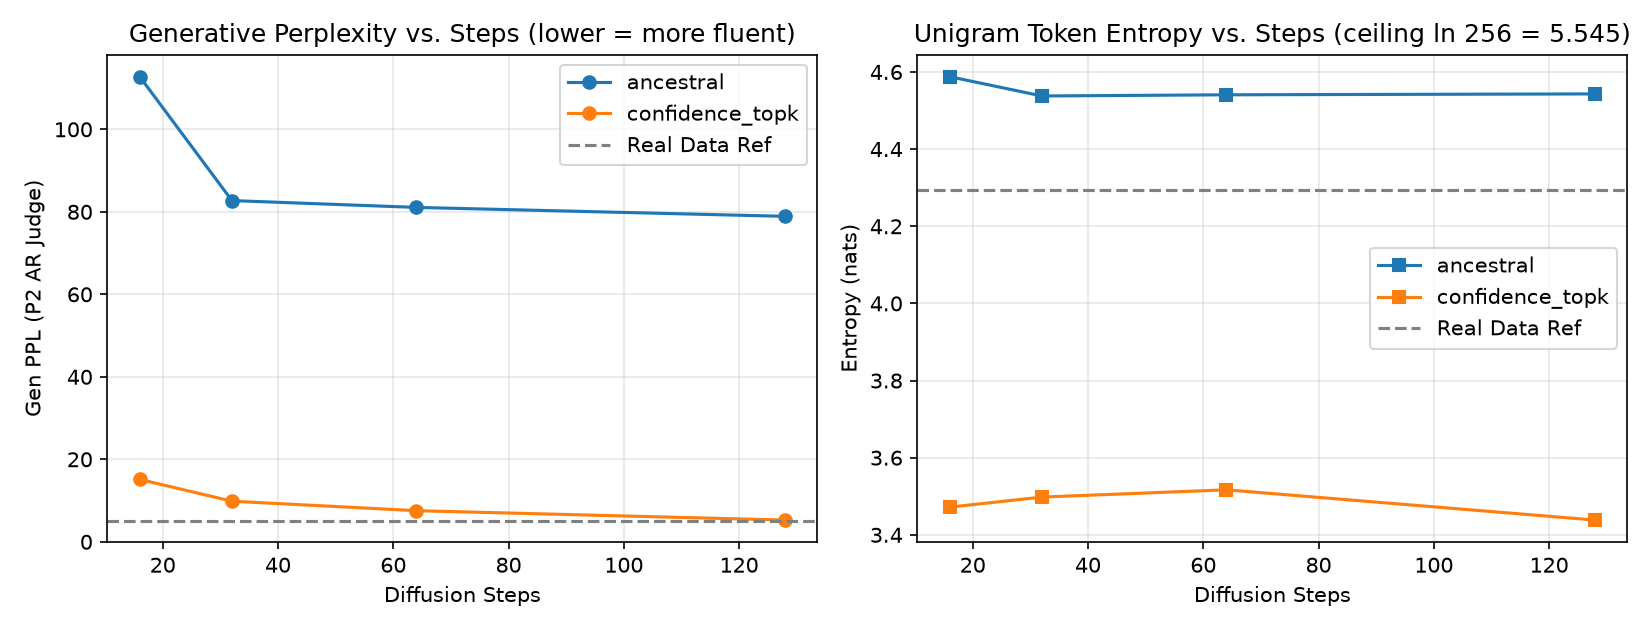 Generative Perplexity vs. Steps (lower = more fluent)
Gen PPL (P2 AR Judge)
100
80
60
40
20
0
ancestral
confidence_topk
Real Data Ref
20 40 60 80 100 120
Diffusion Steps
Unigram Token Entropy vs. Steps (ceiling ln 256 = 5.545)
Entropy (nats)
4.6
4.4
4.2
4.0
3.8
3.6
3.4
ancestral
confidence_topk
Real Data Ref
20 40 60 80 100 120
Diffusion Steps